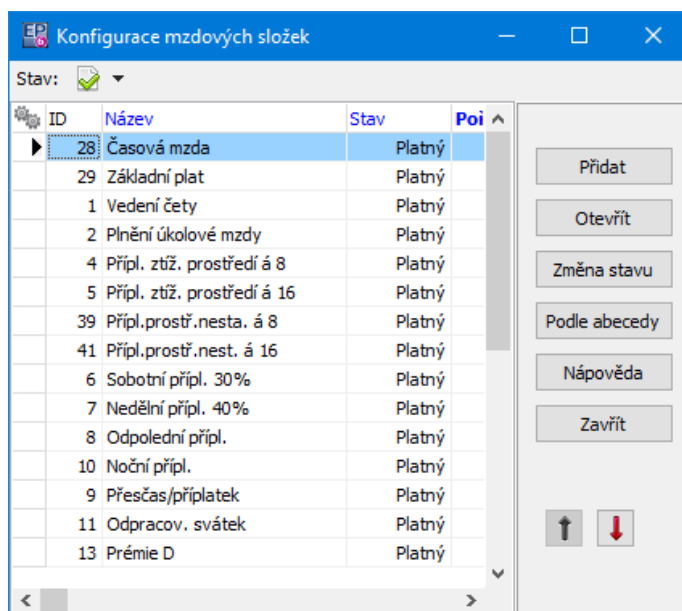 EP 6 Konfigurace mzdových složek
Stav:
ID Název Stav Poř
28 Časová mzda Platný
29 Základní plat Platný
1 Vedení čety Platný
2 Plnění úkolové mzdy Platný
4 Přípl. ztíž. prostředí á 8 Platný
5 Přípl. ztíž. prostředí á 16 Platný
39 Přípl.prostř.nesta. á 8 Platný
41 Přípl.prostř.nest. á 16 Platný
6 Sobotní přípl. 30% Platný
7 Nedělní přípl. 40% Platný
8 Odpolední přípl. Platný
10 Noční přípl. Platný
9 Přesčas/příplatek Platný
11 Odpracov. svátek Platný
13 Prémie D Platný
Přidat
Otevřít
Změna stavu
Podle abecedy
Nápověda
Zavřít